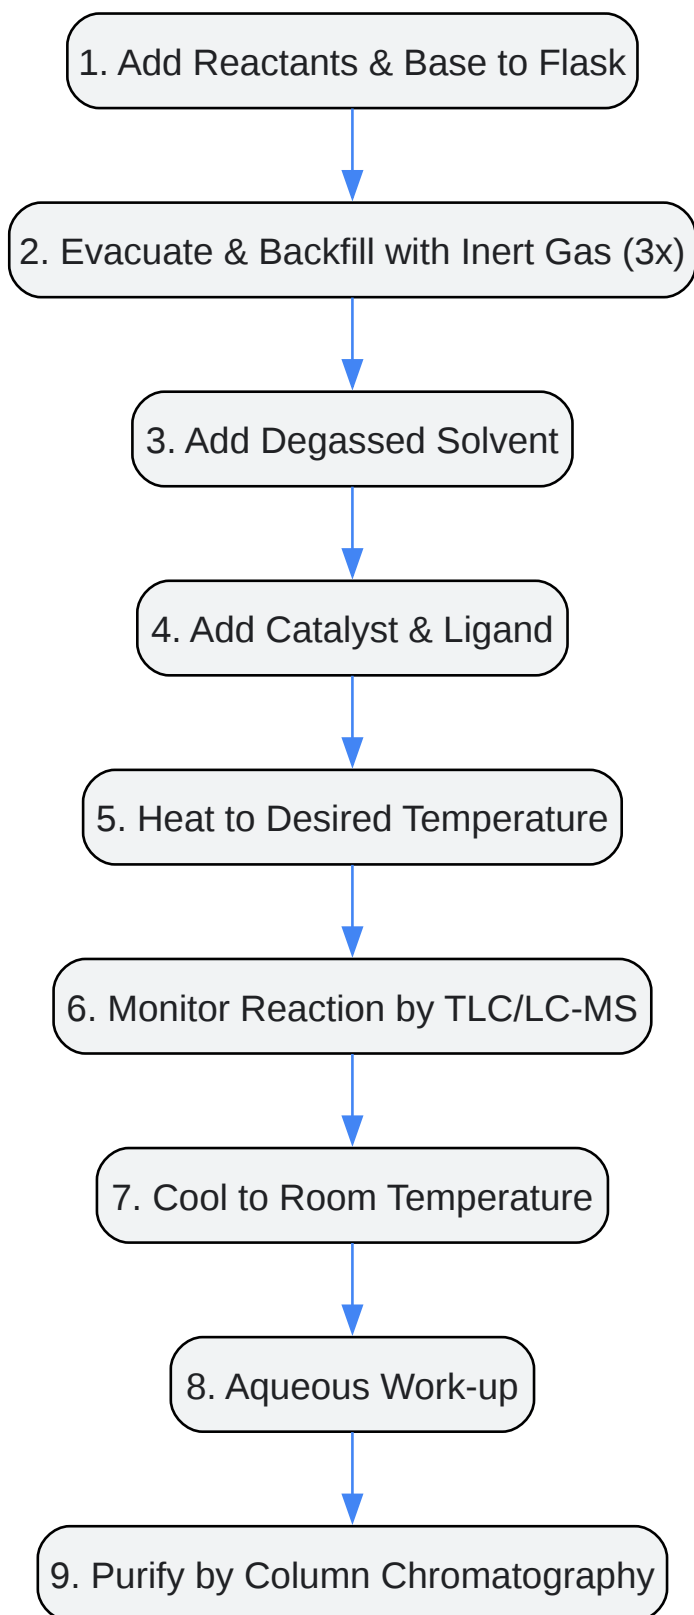 1. Add Reactants & Base to Flask
2. Evacuate & Backfill with Inert Gas (3x)
3. Add Degassed Solvent
4. Add Catalyst & Ligand
5. Heat to Desired Temperature
6. Monitor Reaction by TLC/LC-MS
7. Cool to Room Temperature
8. Aqueous Work-up
9. Purify by Column Chromatography